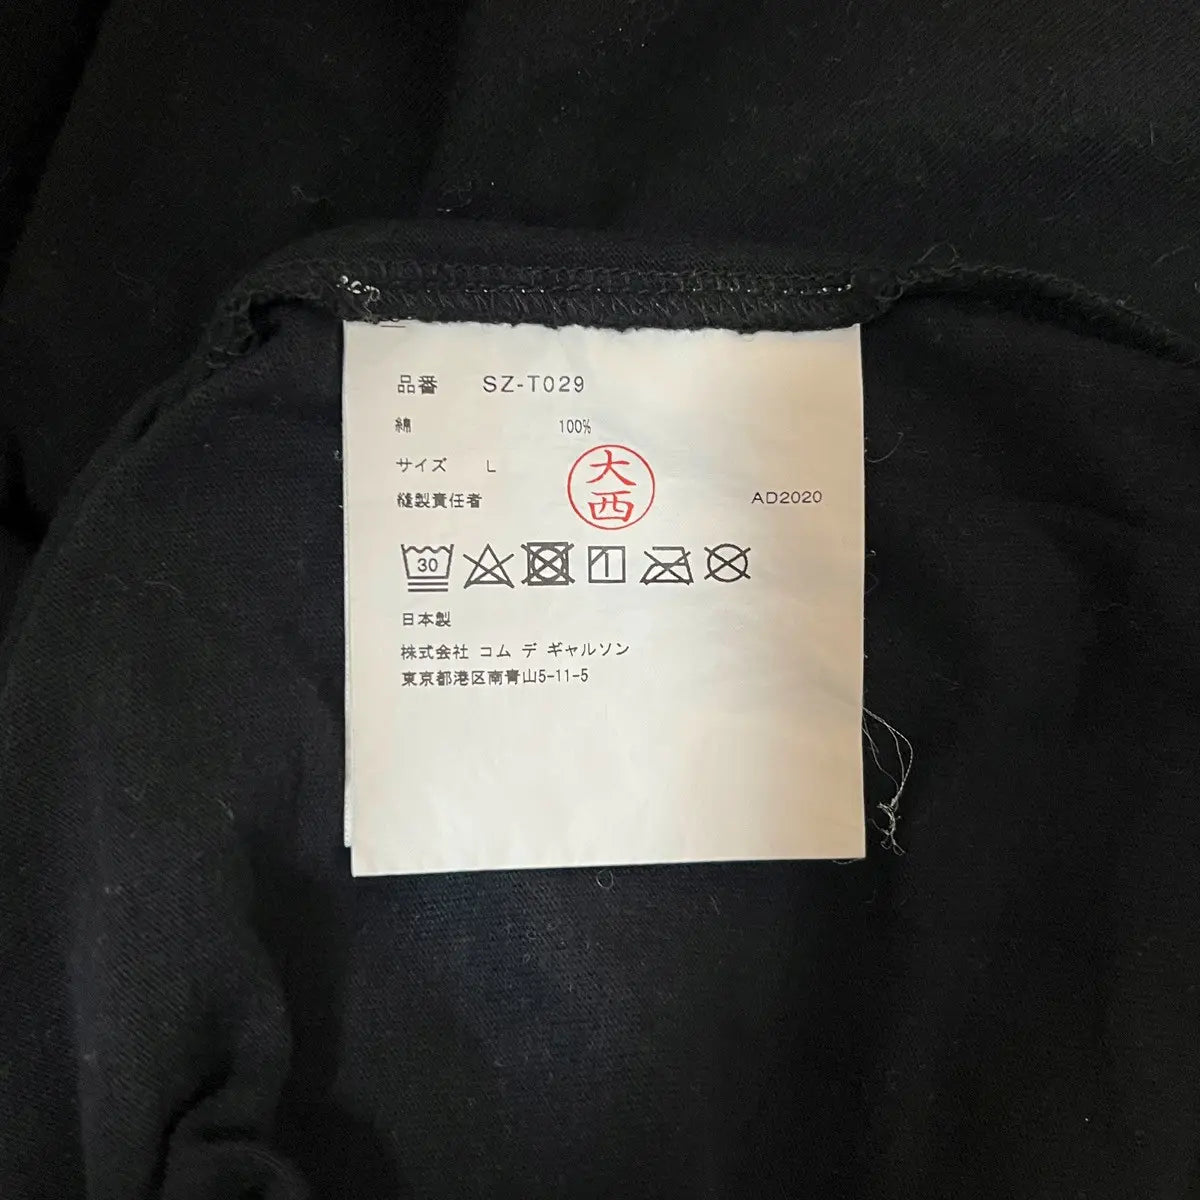 品番 SZ-T029
綿 100%
サイズ L
縫製責任者 大西 AD2020
30
日本製
株式会社 コム デ ギャルソン
東京都港区南青山5-11-5